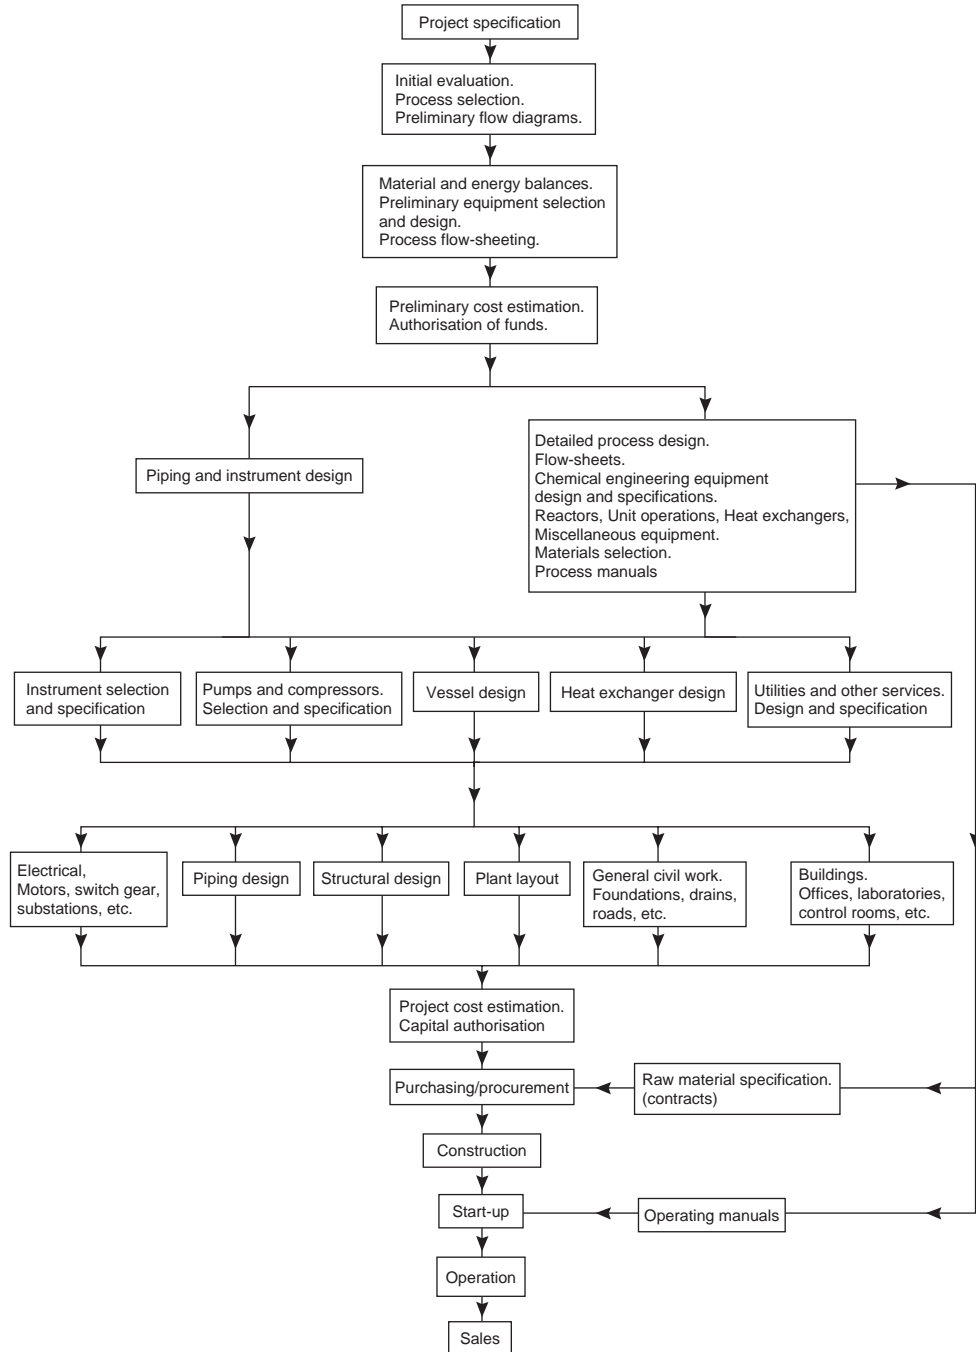 Project specification
Initial evaluation.
Process selection.
Preliminary flow diagrams.
Material and energy balances.
Preliminary equipment selection
and design.
Process flow-sheeting.
Preliminary cost estimation.
Authorisation of funds.
Piping and instrument design
Detailed process design.
Flow-sheets.
Chemical engineering equipment
design and specifications.
Reactors, Unit operations, Heat exchangers,
Miscellaneous equipment.
Materials selection.
Process manuals
Instrument selection
and specification
Pumps and compressors.
Selection and specification
Vessel design
Heat exchanger design
Utilities and other services.
Design and specification
Electrical,
Motors, switch gear,
substations, etc.
Piping design
Structural design
Plant layout
General civil work.
Foundations, drains,
roads, etc.
Buildings.
Offices, laboratories,
control rooms, etc.
Project cost estimation.
Capital authorisation
Purchasing/procurement
Raw material specification.
(contracts)
Construction
Start-up
Operating manuals
Operation
Sales